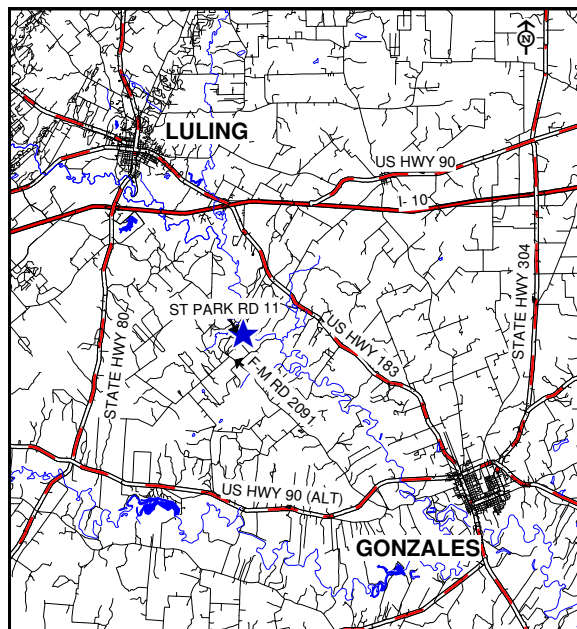 N
LULING
US HWY 90
I- 10
STATE HWY 304
ST PARK RD 11
US HWY 183
STATE HWY 80
F-M RD 2091
US HWY 90 (ALT)
GONZALES